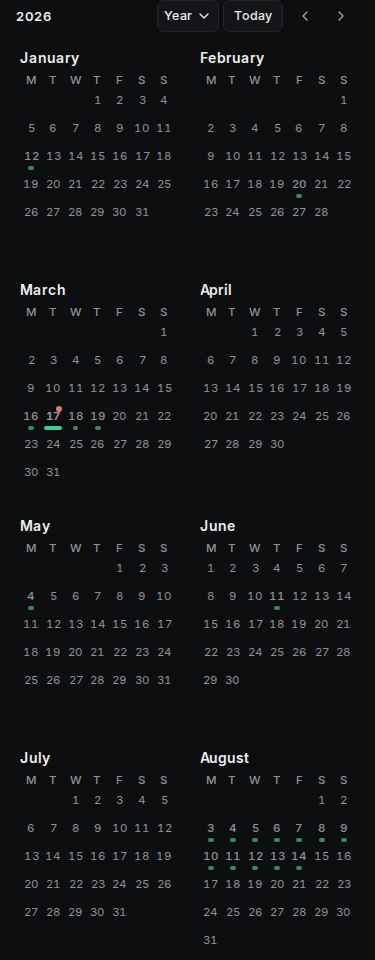 2026 Year Today
January February
M T W T F S S M T W T F S S
1 2 3 4 1
5 6 7 8 9 10 11 2 3 4 5 6 7 8
12 13 14 15 16 17 18 9 10 11 12 13 14 15
19 20 21 22 23 24 25 16 17 18 19 20 21 22
26 27 28 29 30 31 23 24 25 26 27 28
March April
M T W T F S S M T W T F S S
1 1 2 3 4 5
2 3 4 5 6 7 8 6 7 8 9 10 11 12
9 10 11 12 13 14 15 13 14 15 16 17 18 19
16 17 18 19 20 21 22 20 21 22 23 24 25 26
23 24 25 26 27 28 29 27 28 29 30
30 31
May June
M T W T F S S M T W T F S S
1 2 3 1 2 3 4 5 6 7
4 5 6 7 8 9 10 8 9 10 11 12 13 14
11 12 13 14 15 16 17 15 16 17 18 19 20 21
18 19 20 21 22 23 24 22 23 24 25 26 27 28
25 26 27 28 29 30 31 29 30
July August
M T W T F S S M T W T F S S
1 2 3 4 5 1 2
6 7 8 9 10 11 12 3 4 5 6 7 8 9
13 14 15 16 17 18 19 10 11 12 13 14 15 16
20 21 22 23 24 25 26 17 18 19 20 21 22 23
27 28 29 30 31 24 25 26 27 28 29 30
31